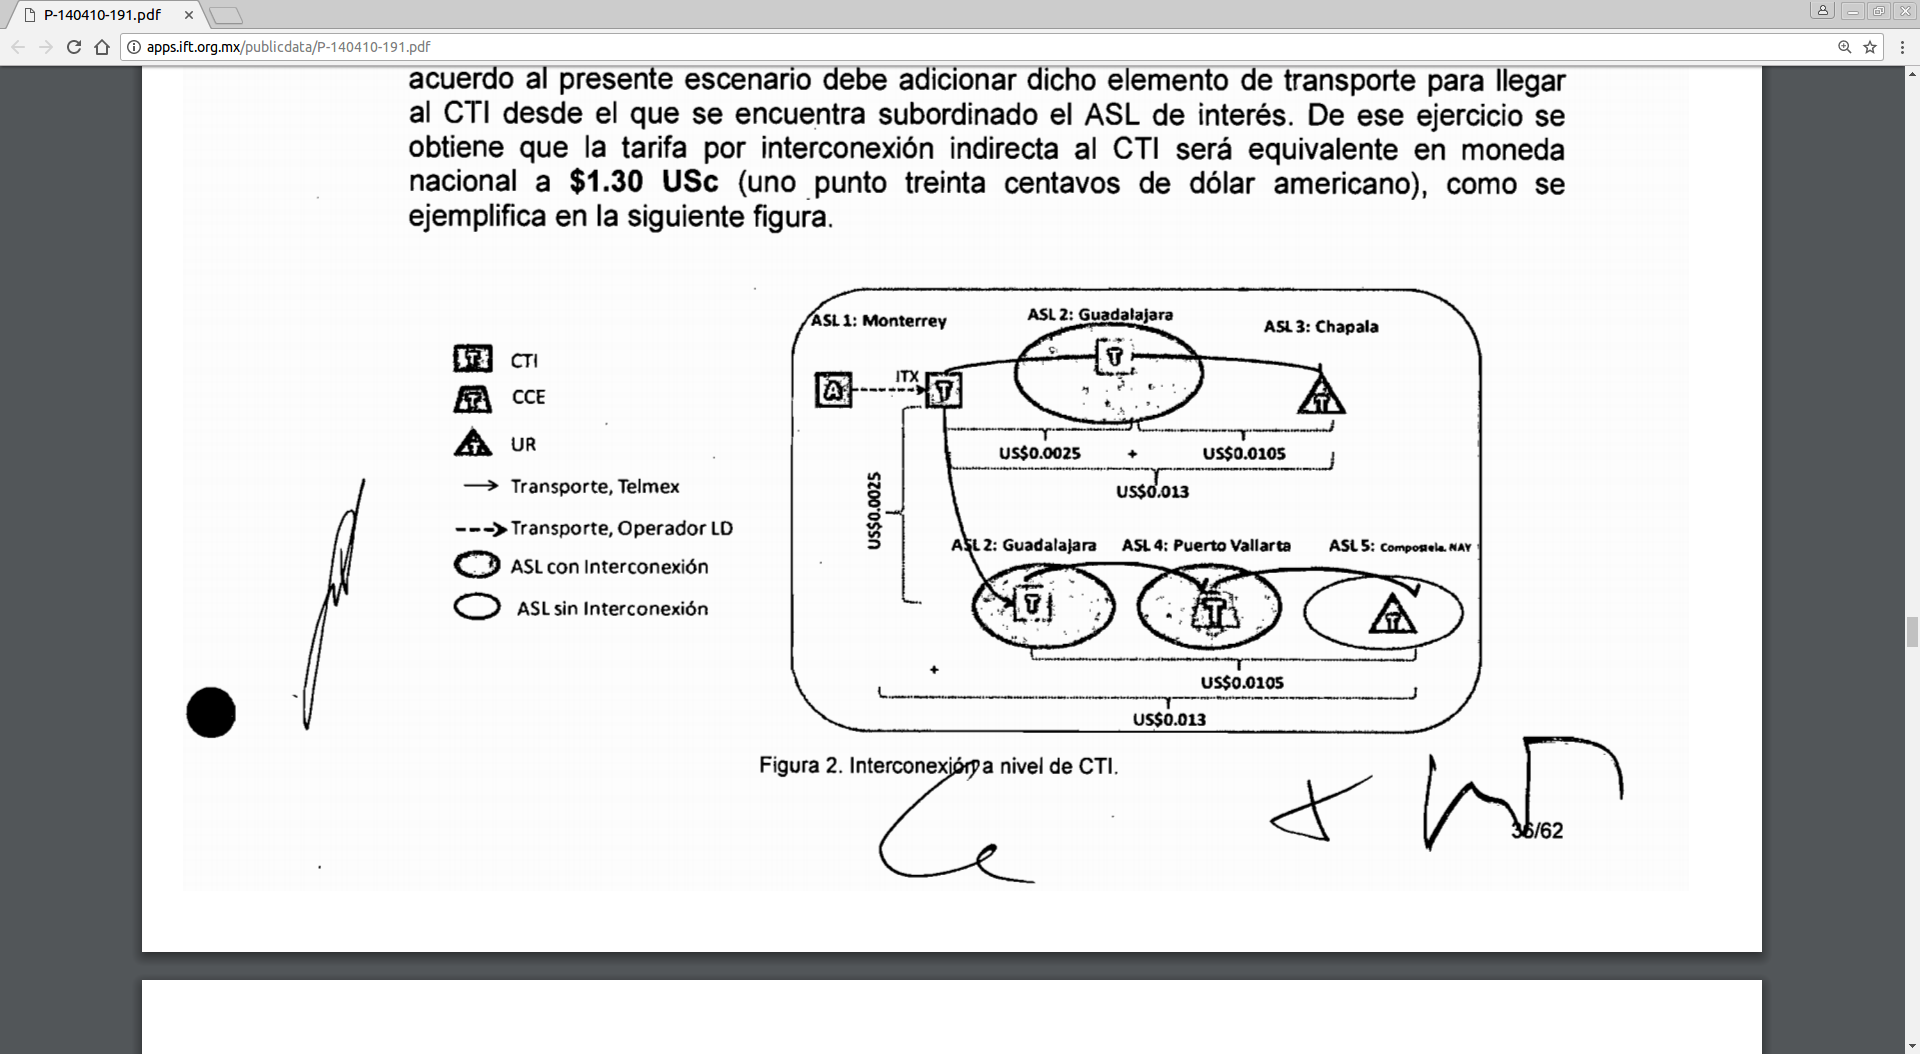 P-140410-191.pdf
apps.ift.org.mx/publicdata/P-140410-191.pdf
acuerdo al presente escenario debe adicionar dicho elemento de transporte para llegar
al CTI desde el que se encuentra subordinado el ASL de interés. De ese ejercicio se
obtiene que la tarifa por interconexión indirecta al CTI será equivalente en moneda
nacional a $1.30 USc (uno punto treinta centavos de dólar americano), como se
ejemplifica en la siguiente figura.
T CTI
T CCE
T UR
Transporte, Telmex
Transporte, Operador LD
ASL con Interconexión
ASL sin Interconexión
ASL 1: Monterrey
ASL 2: Guadalajara
ASL 3: Chapala
A
ITX
T
T
T
US$0.0025
+
US$0.0105
US$0.013
US$0.0025
ASL 2: Guadalajara
ASL 4: Puerto Vallarta
ASL 5: Compostela. NAY
T
T
T
+
US$0.0105
US$0.013
Figura 2. Interconexión a nivel de CTI.
36/62